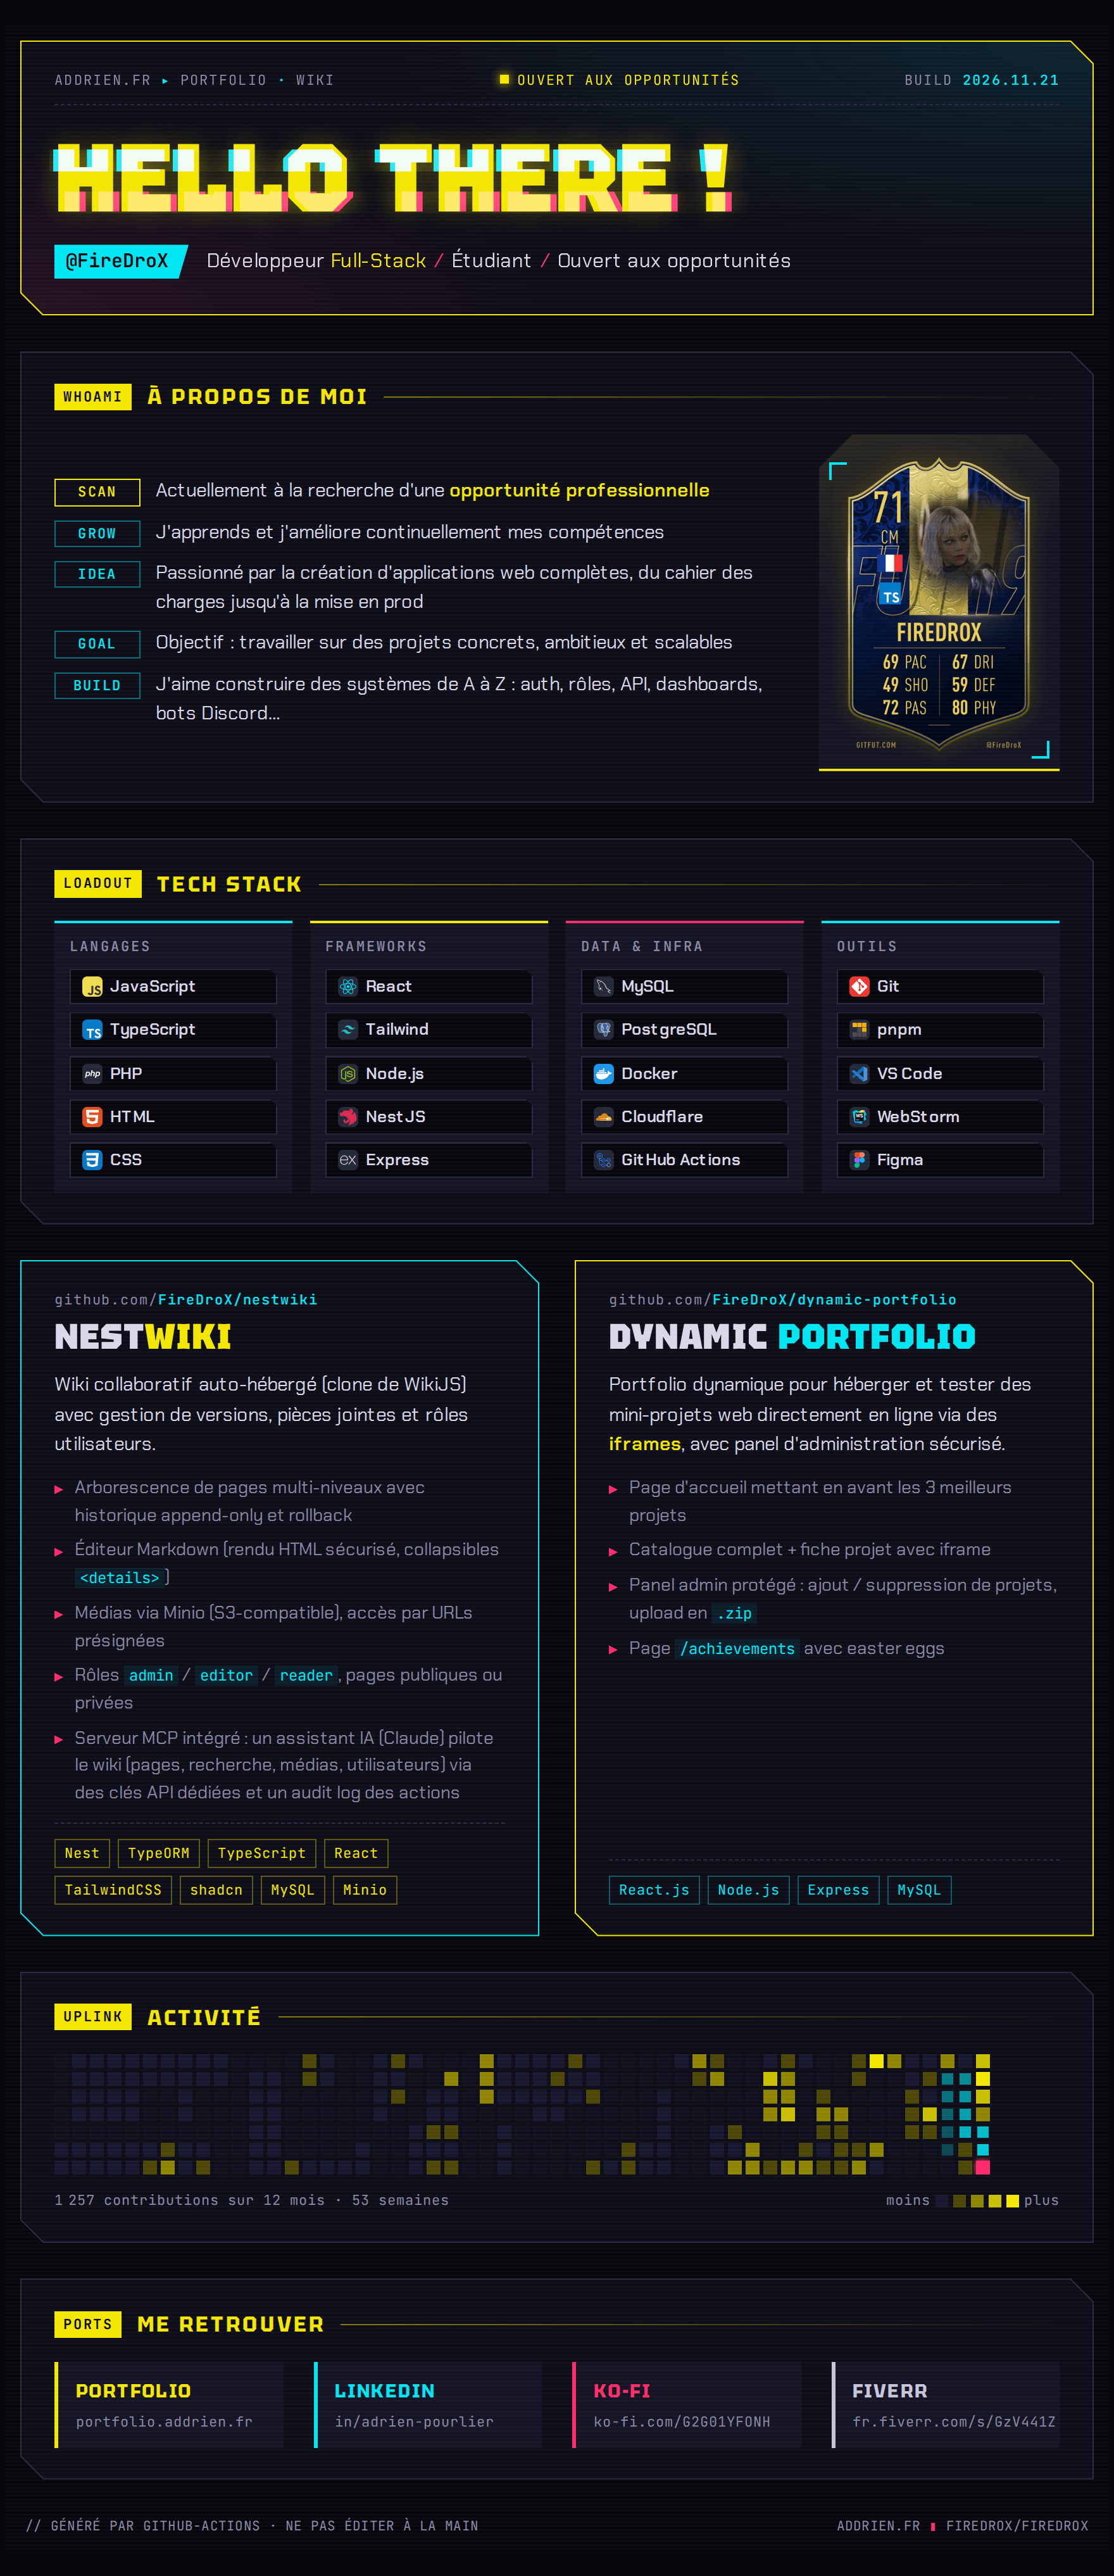 ADDRIEN.FR ▸ PORTFOLIO · WIKI
OUVERT AUX OPPORTUNITÉS
BUILD 2026.11.21
HELLO THERE !
@FireDroX
Développeur Full-Stack / Étudiant / Ouvert aux opportunités
WHOAMI
À PROPOS DE MOI
SCAN
Actuellement à la recherche d'une opportunité professionnelle
GROW
J'apprends et j'améliore continuellement mes compétences
IDEA
Passionné par la création d'applications web complètes, du cahier des
charges jusqu'à la mise en prod
GOAL
Objectif : travailler sur des projets concrets, ambitieux et scalables
BUILD
J'aime construire des systèmes de A à Z : auth, rôles, API, dashboards,
bots Discord...
71
CM
TS
FIREDROX
69 PAC 67 DRI
49 SHO 59 DEF
72 PAS 80 PHY
GITFUT.COM @FireDroX
LOADOUT
TECH STACK
LANGAGES
JS JavaScript
TS TypeScript
php PHP
HTML
CSS
FRAMEWORKS
React
Tailwind
Node.js
NestJS
ex Express
DATA & INFRA
MySQL
PostgreSQL
Docker
Cloudflare
GitHub Actions
OUTILS
Git
pnpm
VS Code
WebStorm
Figma
github.com/FireDroX/nestwiki
NESTWIKI
Wiki collaboratif auto-hébergé (clone de WikiJS)
avec gestion de versions, pièces jointes et rôles
utilisateurs.
▸ Arborescence de pages multi-niveaux avec
historique append-only et rollback
▸ Éditeur Markdown (rendu HTML sécurisé, collapsibles
<details>)
▸ Médias via Minio (S3-compatible), accès par URLs
présignées
▸ Rôles admin / editor / reader, pages publiques ou
privées
▸ Serveur MCP intégré : un assistant IA (Claude) pilote
le wiki (pages, recherche, médias, utilisateurs) via
des clés API dédiées et un audit log des actions
Nest TypeORM TypeScript React
TailwindCSS shadcn MySQL Minio
github.com/FireDroX/dynamic-portfolio
DYNAMIC PORTFOLIO
Portfolio dynamique pour héberger et tester des
mini-projets web directement en ligne via des
iframes, avec panel d'administration sécurisé.
▸ Page d'accueil mettant en avant les 3 meilleurs
projets
▸ Catalogue complet + fiche projet avec iframe
▸ Panel admin protégé : ajout / suppression de projets,
upload en .zip
▸ Page /achievements avec easter eggs
React.js Node.js Express MySQL
UPLINK
ACTIVITÉ
1 257 contributions sur 12 mois · 53 semaines
moins plus
PORTS
ME RETROUVER
PORTFOLIO
portfolio.addrien.fr
LINKEDIN
in/adrien-pourlier
KO-FI
ko-fi.com/G2G01YFONH
FIVERR
fr.fiverr.com/s/GzV441Z
// GÉNÉRÉ PAR GITHUB-ACTIONS · NE PAS ÉDITER À LA MAIN
ADDRIEN.FR ▮ FIREDROX/FIREDROX